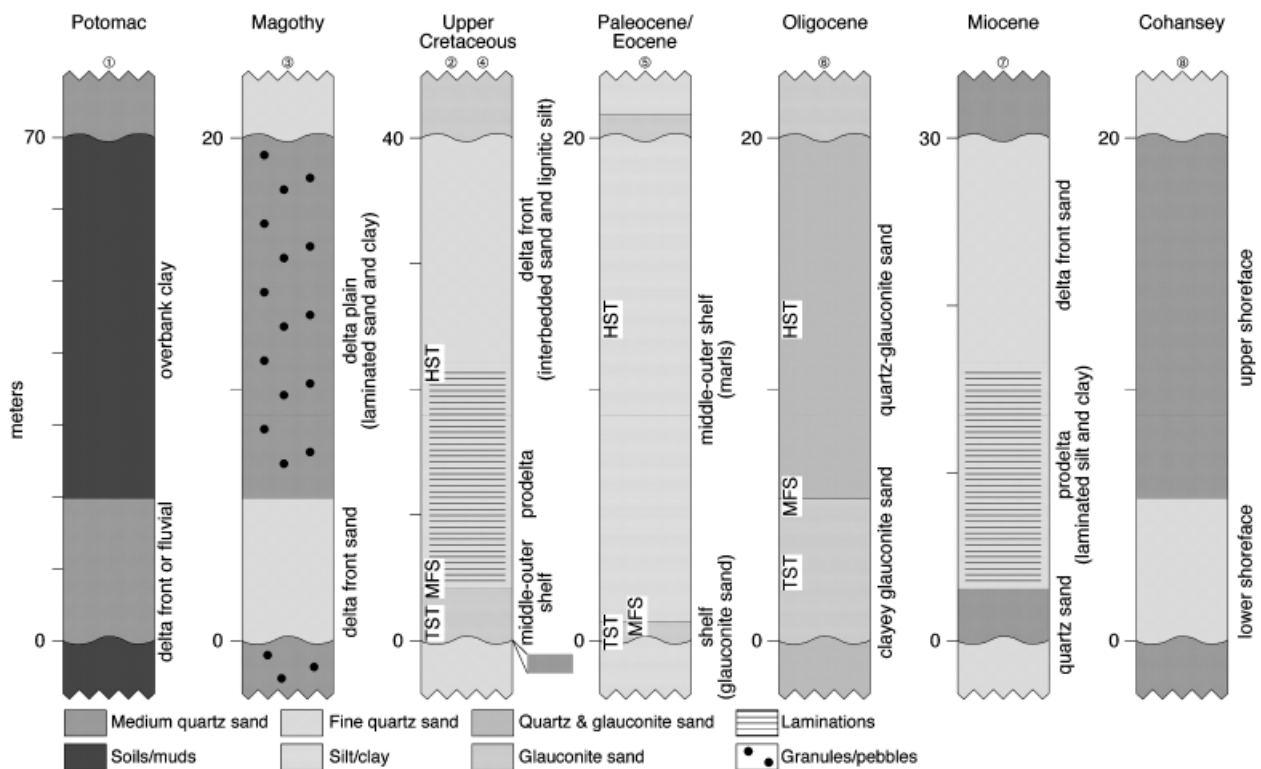 Potomac
Magothy
Upper
Cretaceous
Paleocene/
Eocene
Oligocene
Miocene
Cohansey
①
③
② ④
⑤
⑥
⑦
⑧
meters
70
0
overbank clay
delta front or fluvial
20
0
delta plain
(laminated sand and clay)
delta front sand
40
0
HST
MFS
TST
delta front
(interbedded sand and lignitic silt)
prodelta
middle-outer
shelf
20
0
HST
MFS
TST
middle-outer shelf
(marls)
shelf
(glauconite sand)
20
0
HST
MFS
TST
quartz-glauconite sand
clayey glauconite sand
30
0
delta front sand
prodelta
(laminated silt and clay)
quartz sand
20
0
upper shoreface
lower shoreface
Medium quartz sand
Fine quartz sand
Quartz & glauconite sand
Laminations
Soils/muds
Silt/clay
Glauconite sand
Granules/pebbles